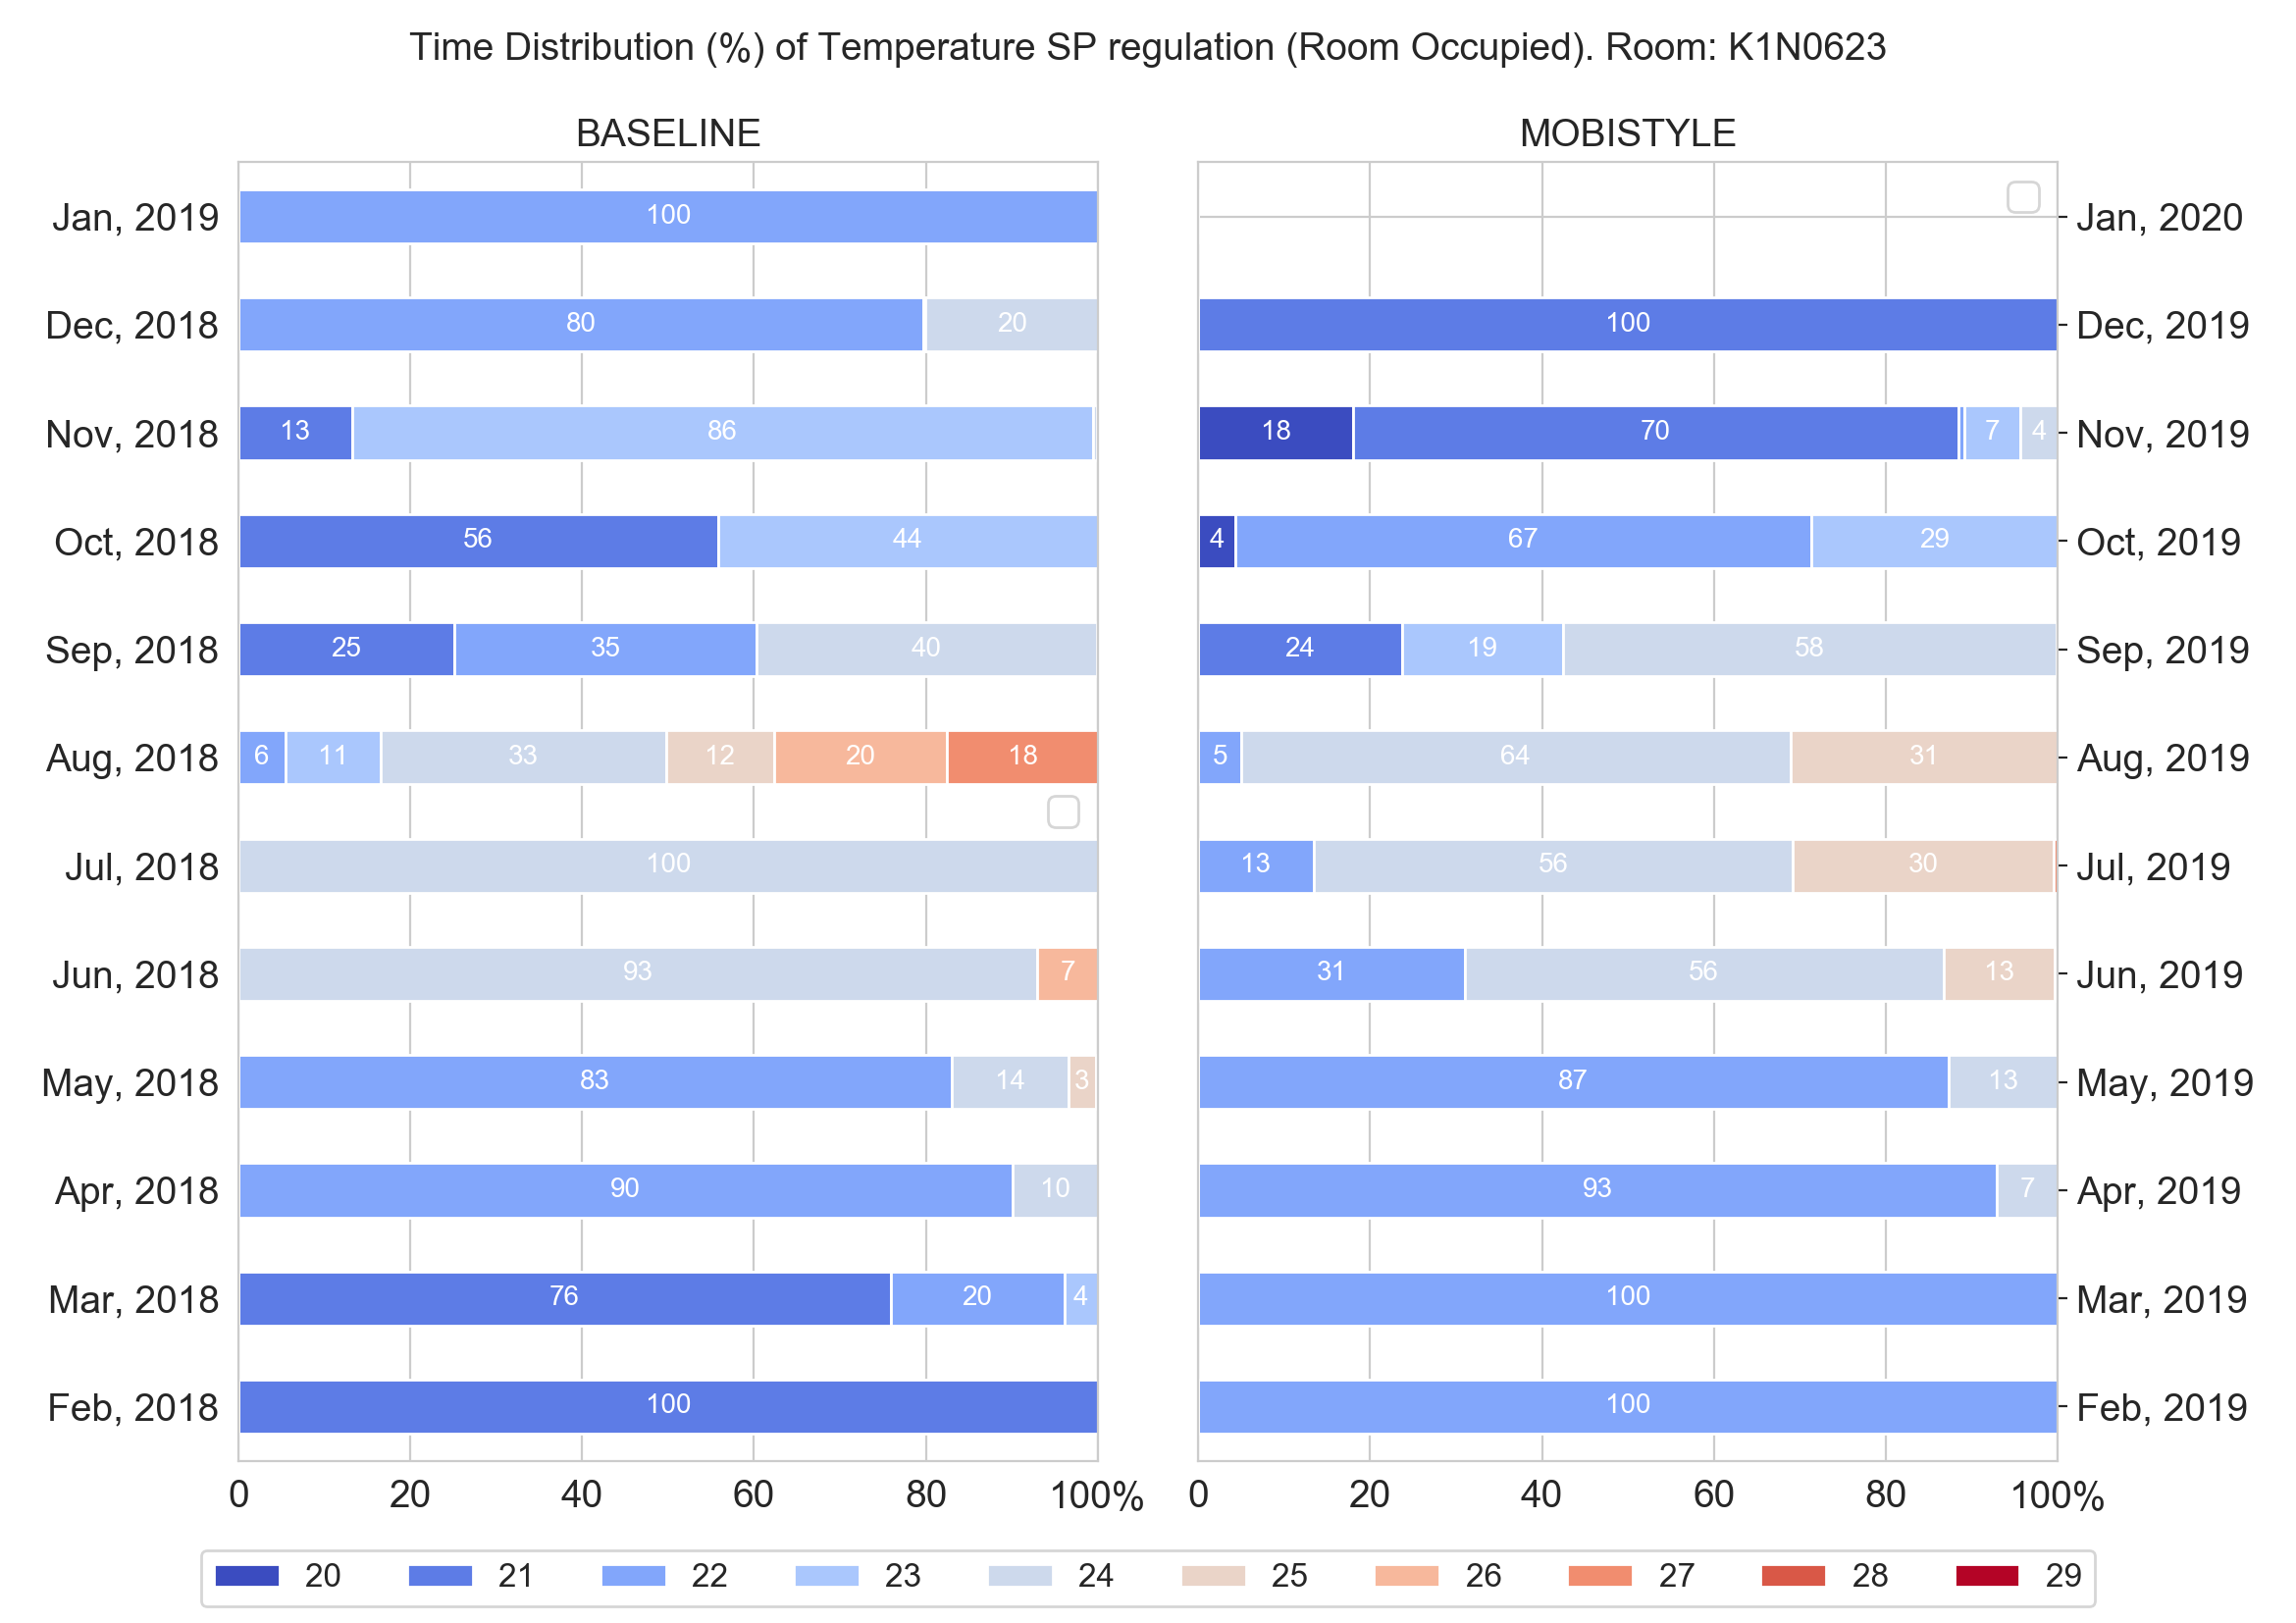 Time Distribution (%) of Temperature SP regulation (Room Occupied). Room: K1N0623
BASELINE
MOBISTYLE
Jan, 2019
100
Jan, 2020
Dec, 2018
80
20
100
Dec, 2019
Nov, 2018
13
86
18
70
7
4
Nov, 2019
Oct, 2018
56
44
4
67
29
Oct, 2019
Sep, 2018
25
35
40
24
19
58
Sep, 2019
Aug, 2018
6
11
33
12
20
18
5
64
31
Aug, 2019
Jul, 2018
100
13
56
30
Jul, 2019
Jun, 2018
93
7
31
56
13
Jun, 2019
May, 2018
83
14
3
87
13
May, 2019
Apr, 2018
90
10
93
7
Apr, 2019
Mar, 2018
76
20
4
100
Mar, 2019
Feb, 2018
100
100
Feb, 2019
0 20 40 60 80 100%
0 20 40 60 80 100%
20 21 22 23 24 25 26 27 28 29